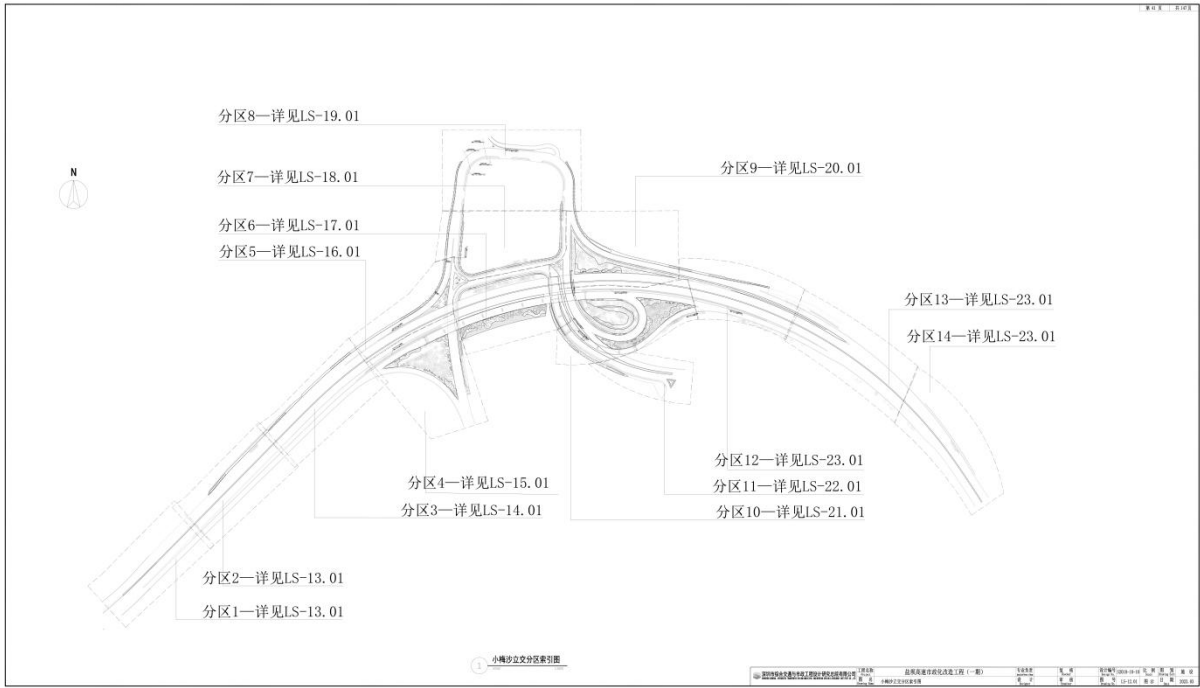 分区8—详见LS-19.01
N
分区7—详见LS-18.01
分区9—详见LS-20.01
分区6—详见LS-17.01
分区5—详见LS-16.01
分区13—详见LS-23.01
分区14—详见LS-23.01
分区12—详见LS-23.01
分区4—详见LS-15.01
分区11—详见LS-22.01
分区3—详见LS-14.01
分区10—详见LS-21.01
分区2—详见LS-13.01
分区1—详见LS-13.01
1 小梅沙立交分区索引图
盐坝高速市政化改造工程（一期）
小梅沙立交分区索引图